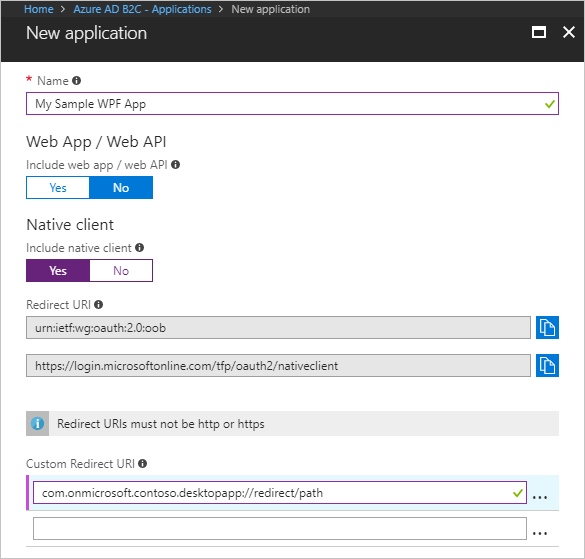 Home > Azure AD B2C - Applications > New application
New application
* Name
My Sample WPF App
Web App / Web API
Include web app / web API
Yes No
Native client
Include native client
Yes No
Redirect URI
urn:ietf:wg:oauth:2.0:oob
https://login.microsoftonline.com/tfp/oauth2/nativeclient
Redirect URIs must not be http or https
Custom Redirect URI
com.onmicrosoft.contoso.desktopapp://redirect/path
...
...